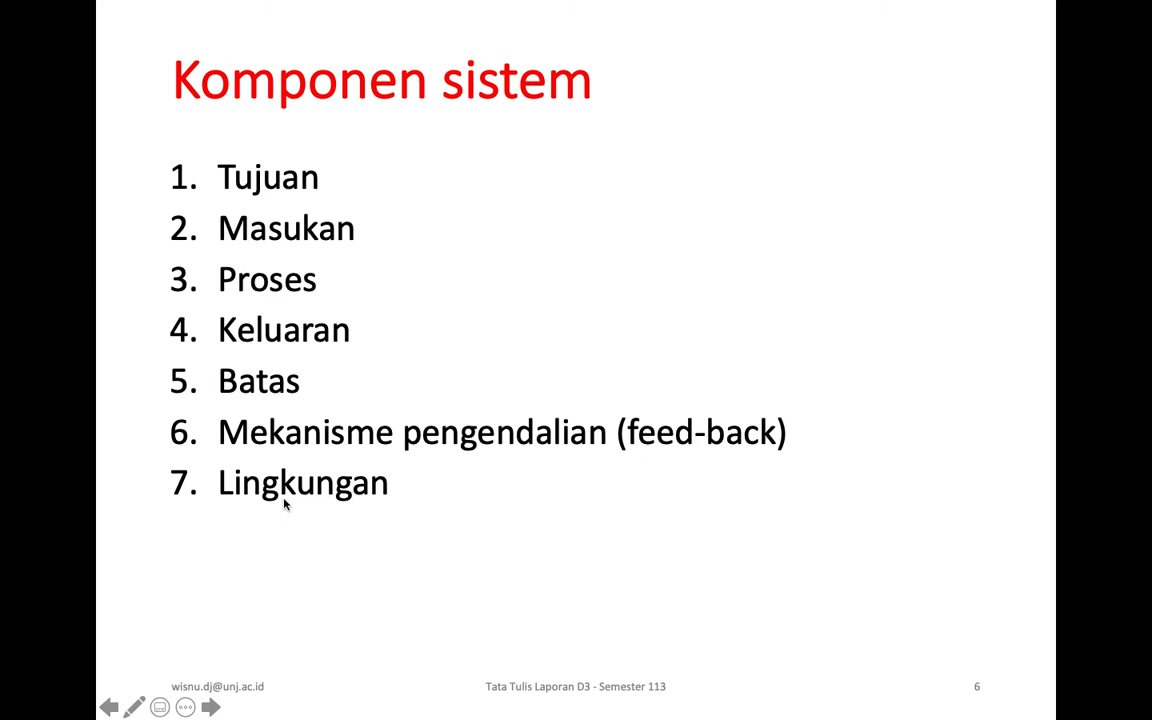 Komponen sistem
1. Tujuan
2. Masukan
3. Proses
4. Keluaran
5. Batas
6. Mekanisme pengendalian (feed-back)
7. Lingkungan
wisnu.dj@unj.ac.id
Tata Tulis Laporan D3 - Semester 113
6